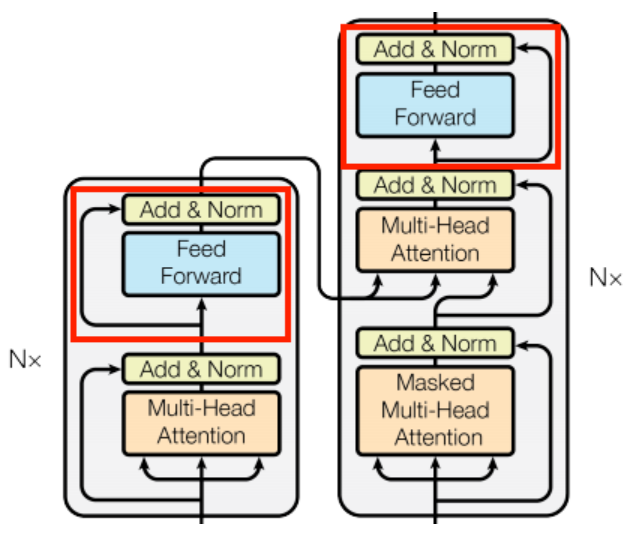 Add & Norm
Feed
Forward
Add & Norm
Multi-Head
Attention
Nx
Add & Norm
Feed
Forward
Add & Norm
Multi-Head
Attention
Add & Norm
Masked
Multi-Head
Attention
Nx